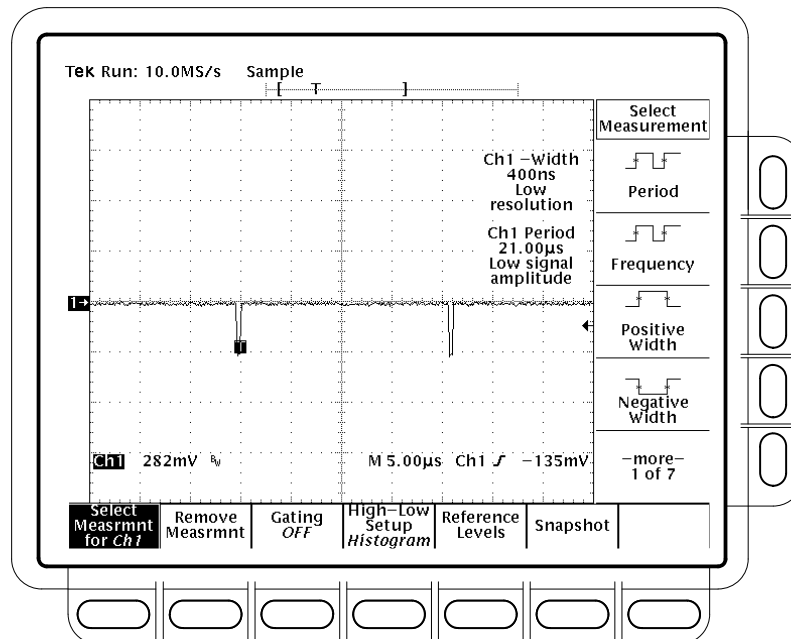 Tek Run: 10.0MS/s Sample
[ T ]
Select
Measurement
Ch1 –Width
400ns
Low
resolution
Ch1 Period
21.00µs
Low signal
amplitude
Period
Frequency
Positive
Width
Negative
Width
–more–
1 of 7
1→
T
Ch1 282mV BW M 5.00µs Ch1 –135mV
Select
Measrmnt
for Ch1
Remove
Measrmnt
Gating
OFF
High–Low
Setup
Histogram
Reference
Levels
Snapshot